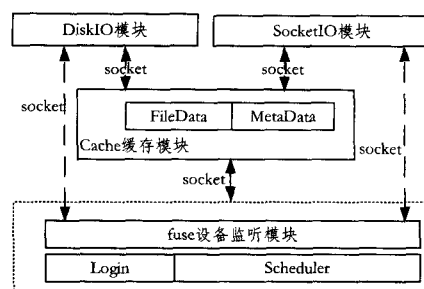 DiskIO模块
SocketIO模块
socket
socket
socket
socket
FileData
MetaData
Cache缓存模块
socket
fuse设备监听模块
Login
Scheduler